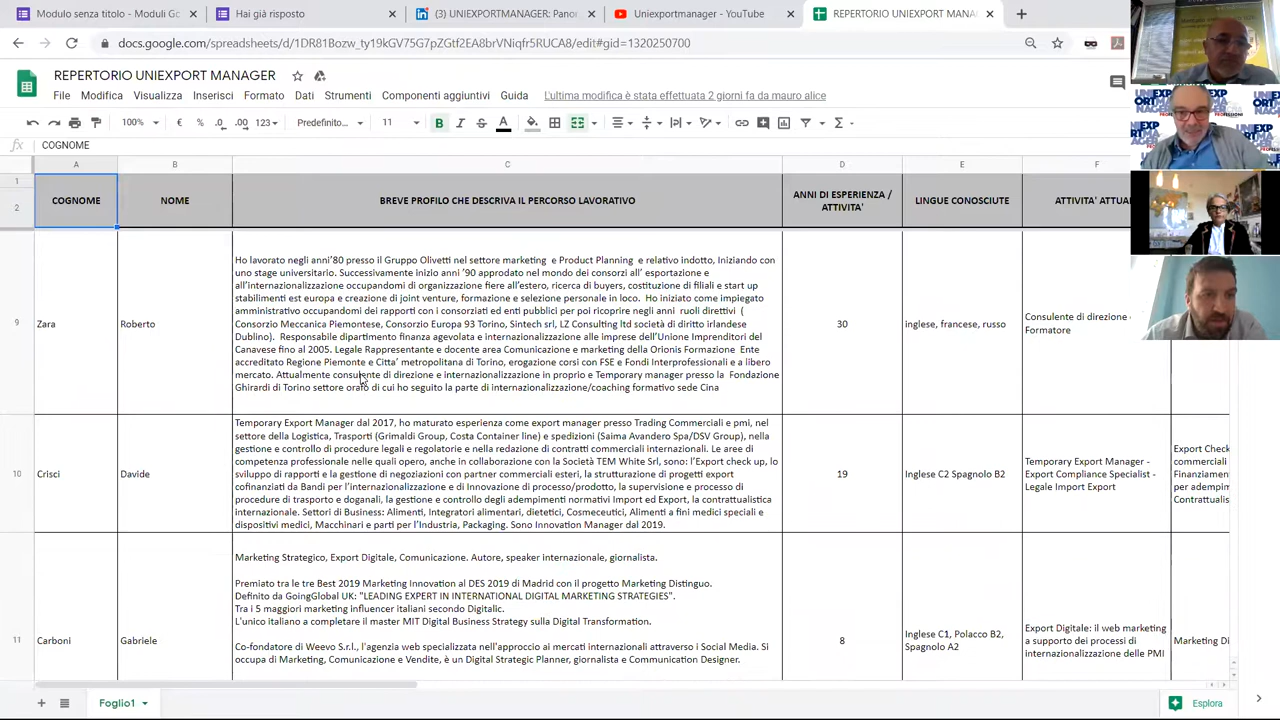 Modulo senza titolo - Moduli Go
Hai già risposto
(3) UNIEXPORT MANAGER: Pano
Uniexportmanager - YouTube
REPERTORIO UNIEXPORT MANA
REPERTORIO UNIEXPORT MANAGER
File Modifica Visualizza Inserisci Formato Dati Strumenti
L'ultima modifica è stata effettuata 2 giorni fa da mauro alice
100% € % .0 .00 123 Predefinito... 11
fx COGNOME
A B C D E F
2 COGNOME NOME BREVE PROFILO CHE DESCRIVA IL PERCORSO LAVORATIVO ANNI DI ESPERIENZA / ATTIVITA' LINGUE CONOSCIUTE
9 Zara Roberto
Ho lavorato negli anni'80 presso il Gruppo Olivetti settore marketing e Product Planning e relativo indotto, Iniziando con
uno stage universitario. Successivamente inizio '90 approdato nel mondo dei consorzi all' esportazione e
all'internalizzazione occupandomi di organizzazione fiere all'estero, ricerca di buyers, costituzione di filiali e start up
stabilimenti est europa e creazione di joint venture, formazione e selezione personale in loco. Ho iniziato come impiegato
amministrativo occupandomi dei rapporti con i consorziati ed enti pubblici per poi ricoprire negli anni ruoli direttivi (
Consorzio Mecanica Piemontese, Consorzio Europa 93 Torino, Sintech srl, LZ Consulting ltd società di diritto irlandese
Dublino). Responsabile dipartimento finanza agevolata e internazionalizzazione alle imprese dell'Unione Imprenditori del
Canavese fino al 2005. Legale Rappresentante e docente area Comunicazione e marketing della Orionis Formazione Ente
accreditato Regione Piemonte e Citta' metropolitana di Torino, erogazione corsi con FSE e Fondi Interprofessionali e a libero
mercato. Attualmente consulente di direzione e internazionalizzazione in proprio e Temporary manager presso la Fondazione
Ghirardi di Torino settore orafo di cui ho seguito la parte di internazionalizzazione/coaching formativo sede Cina
30
inglese, francese, russo
Consulente di direzione
Formatore
10 Crisci Davide
Temporary Export Manager dal 2017, ho maturato esperienza come export manager presso Trading Commerciali e pmi, nel
settore della Logistica, Trasporti (Grimaldi Group, Costa Container line) e spedizioni (Saima Avandero Spa/DSV Group), nella
gestione e controllo di procedure legali e regolatorie e nella redazione di contratti commerciali internazionali. Le aree di
competenza professionale nelle quali opero, anche in collaborazione con la Società TEM White Srl, sono; l'Export check up, lo
sviluppo di rapporti e la gestione di negoziazioni con partner commerciali esteri, la strutturazione di progetti export
cofinanziati da Bandi per l'internazionalizzazione e innovazione di processo/prodotto, la supervisione e processo di
procedure di trasporto e doganali, la gestione e controllo degli adempimenti normativi Import ed Export, la contrattualistica
internazionale. Settori di Business: Alimenti, Integratori alimentari, dietetici, Cosmeceutici, Alimenti a fini medici speciali e
dispositivi medici, Macchinari e parti per l'Industria, Packaging. Sono Innovation Manager dal 2019.
19
Inglese C2 Spagnolo B2
Temporary Export Manager -
Export Compliance Specialist -
Legale Import Export
Export Check
commerciali
Finanziamen
per adempim
Contrattualis
11 Carboni Gabriele
Marketing Strategico, Export Digitale, Comunicazione. Autore, speaker internazionale, giornalista.
Premiato tra le tre Best 2019 Marketing Innovation al DES 2019 di Madrid con il progetto Marketing Distinguo.
Definito da GoingGlobal UK: "LEADING EXPERT IN INTERNATIONAL DIGITAL MARKETING STRATEGIES".
Tra i 5 maggiori marketing influencer italiani secondo Digitalic.
L'unico italiano a completare il master MIT Digital Business Strategy sulla Digital Transformation.
Co-fondatore di Weevo S.r.l., l'agenzia web specializzata nell'approccio ai mercati internazionali attraverso i Social Media. Si
occupa di Marketing, Comunicazione e Vendite, è un Digital Strategic Planner, giornalista e Communication Designer.
8
Inglese C1, Polacco B2,
Spagnolo A2
Export Digitale: il web marketing
a supporto dei processi di
internazionalizzazione delle PMI
Marketing Di
Foglio1
Esplora